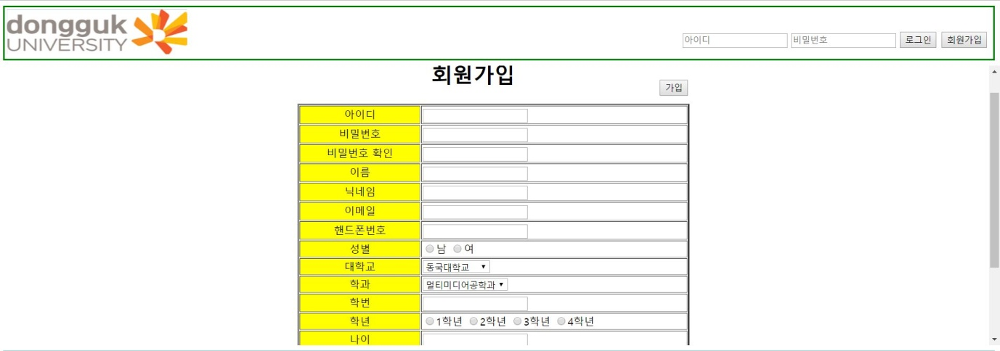 dongguk
UNIVERSITY
아이디 비밀번호 로그인 회원가입
회원가입
가입
아이디
비밀번호
비밀번호 확인
이름
닉네임
이메일
핸드폰번호
성별 남 여
대학교 동국대학교
학과 멀티미디어공학과
학번
학년 1학년 2학년 3학년 4학년
나이